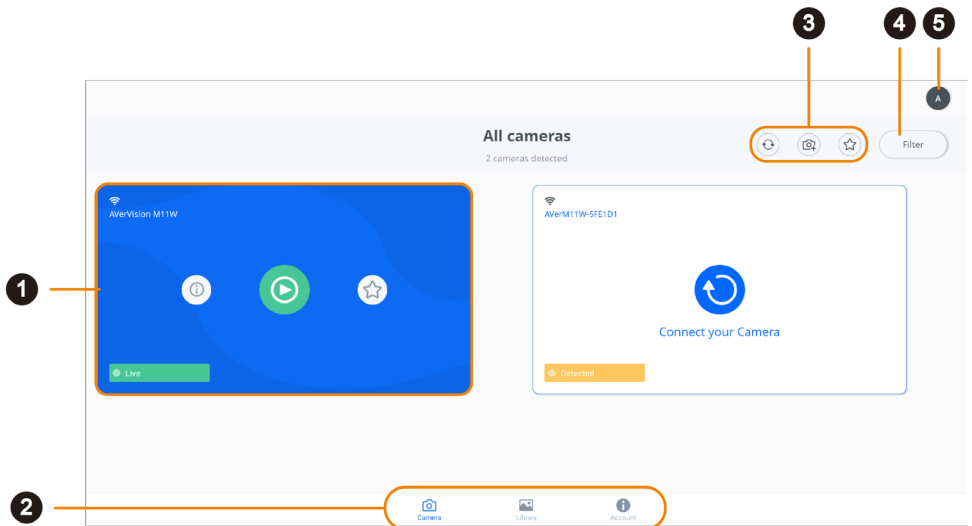 3
4
5
A
All cameras
2 cameras detected
Filter
AVerVision M11W
AVerM11W-5FE1D1
1
Connect your Camera
Live
Detected
2
Camera
Library
Account